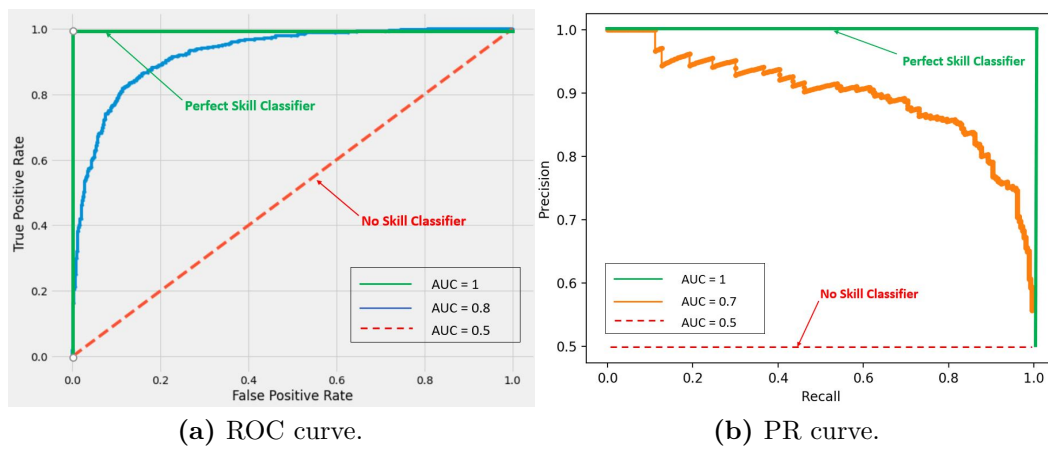 1.0
0.8
0.6
0.4
0.2
0.0
True Positive Rate
Perfect Skill Classifier
No Skill Classifier
AUC = 1
AUC = 0.8
AUC = 0.5
0.0 0.2 0.4 0.6 0.8 1.0
False Positive Rate
(a) ROC curve.
1.0
0.9
0.8
0.7
0.6
0.5
Precision
Perfect Skill Classifier
AUC = 1
AUC = 0.7
AUC = 0.5
No Skill Classifier
0.0 0.2 0.4 0.6 0.8 1.0
Recall
(b) PR curve.